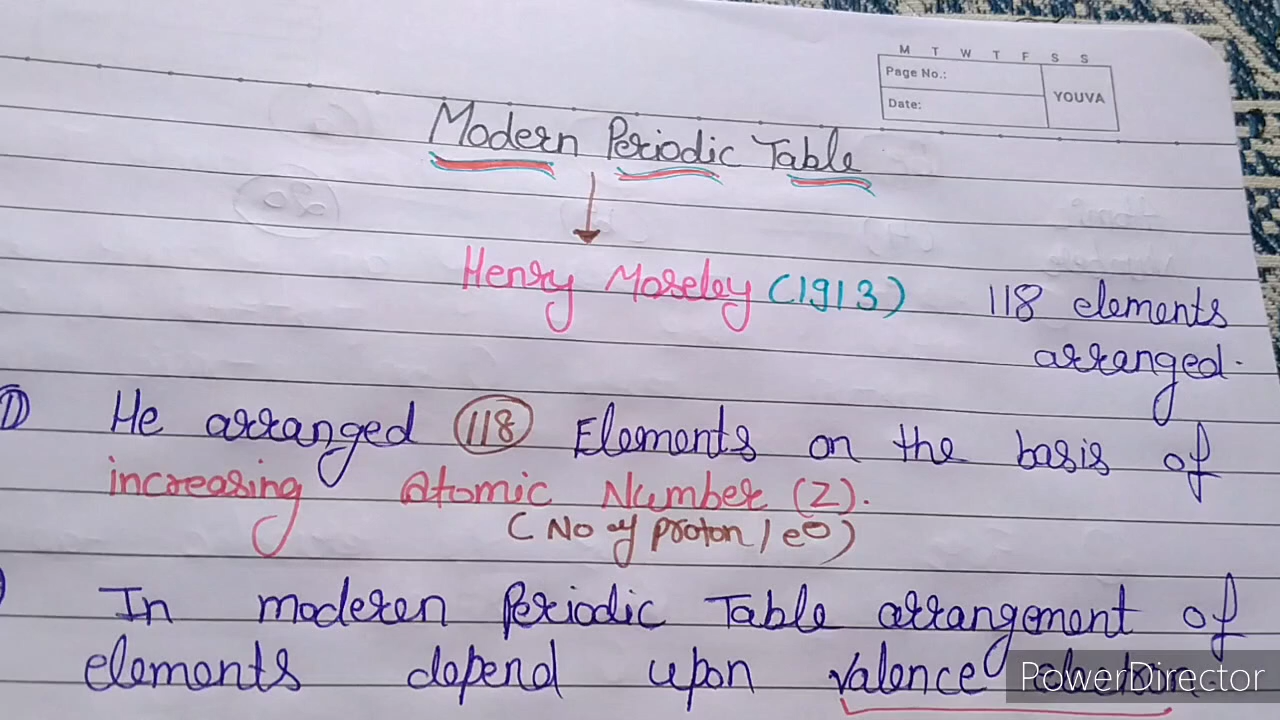 M T W T F S S
Page No.:
YOUVA
Date:
Modern Periodic Table
Henry Moseley (1913)
118 elements
arranged.
1) He arranged 118 Elements on the basis of
increasing Atomic Number (Z).
(No of proton / e⊖)
In moderen Periodic Table arrangement of
elements depend upon valence electron.
PowerDirector